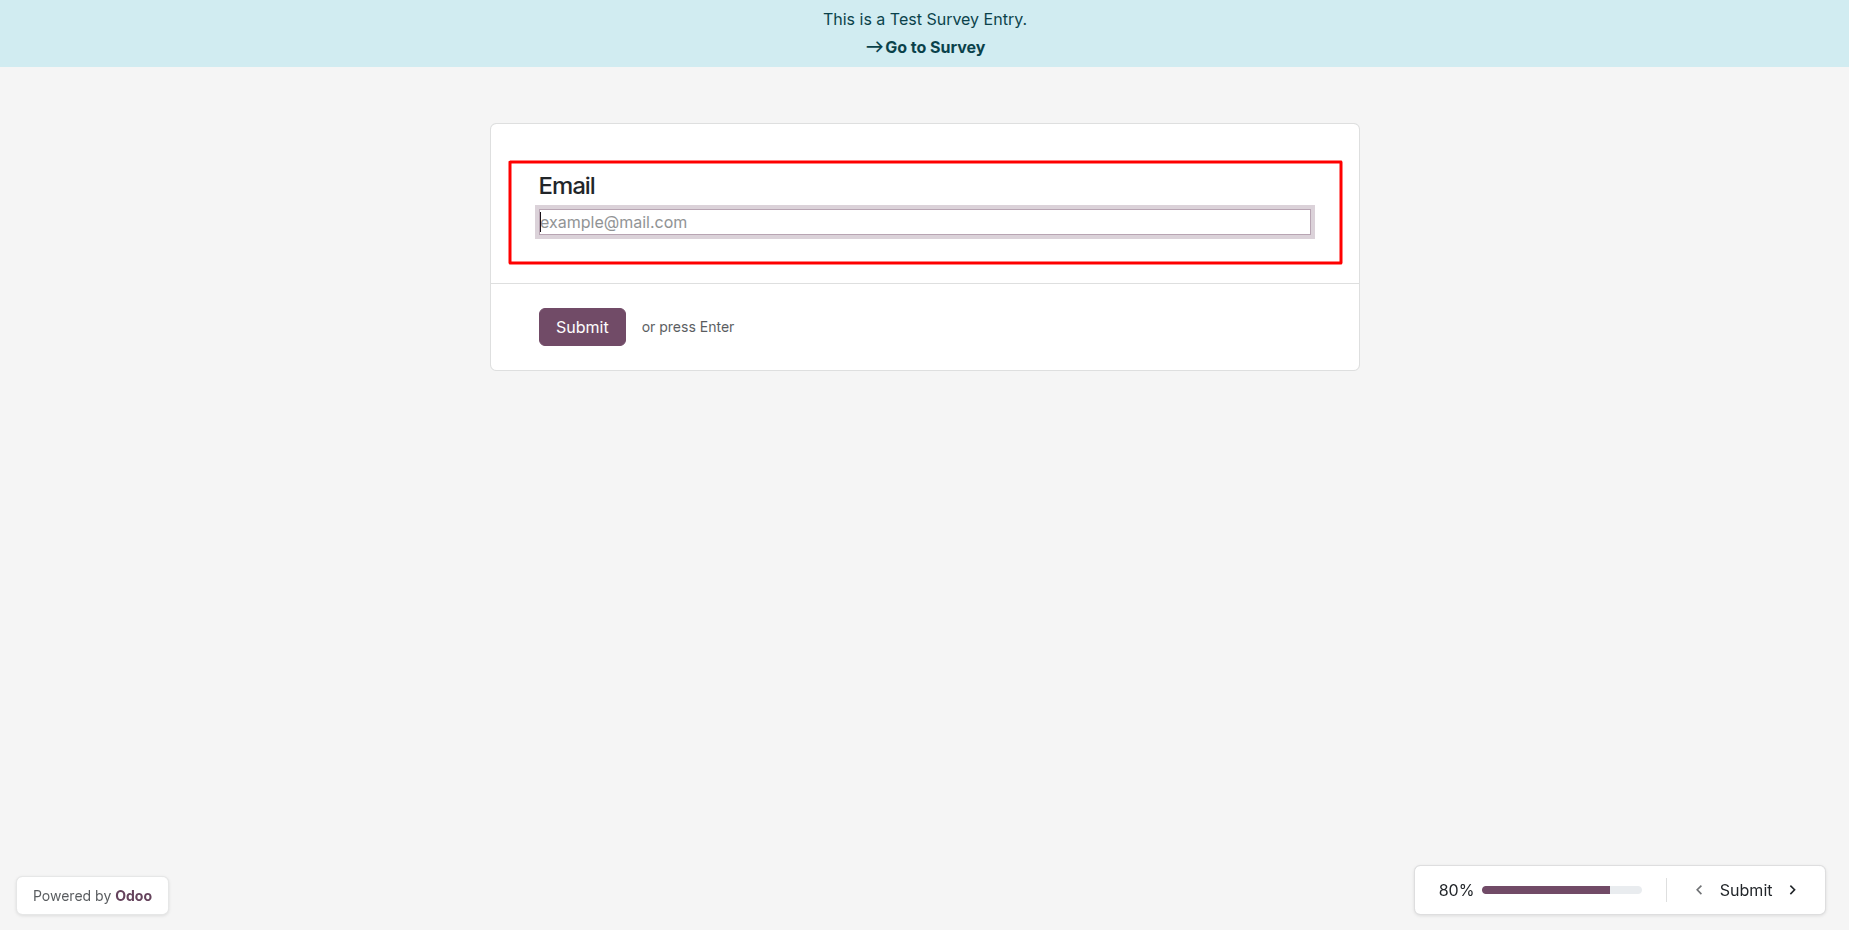 This is a Test Survey Entry.
→Go to Survey
Email
example@mail.com
Submit
or press Enter
Powered by Odoo
80%
Submit